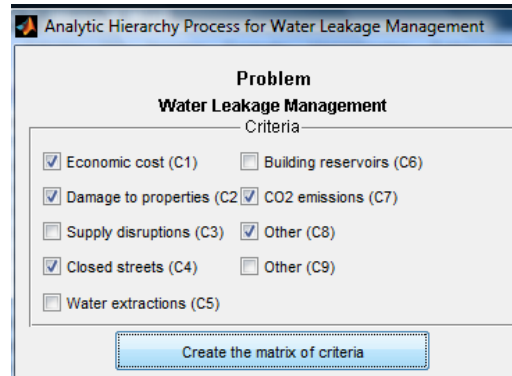 Analytic Hierarchy Process for Water Leakage Management
Problem
Water Leakage Management
Criteria
Economic cost (C1)
Building reservoirs (C6)
Damage to properties (C2
CO2 emissions (C7)
Supply disruptions (C3)
Other (C8)
Closed streets (C4)
Other (C9)
Water extractions (C5)
Create the matrix of criteria